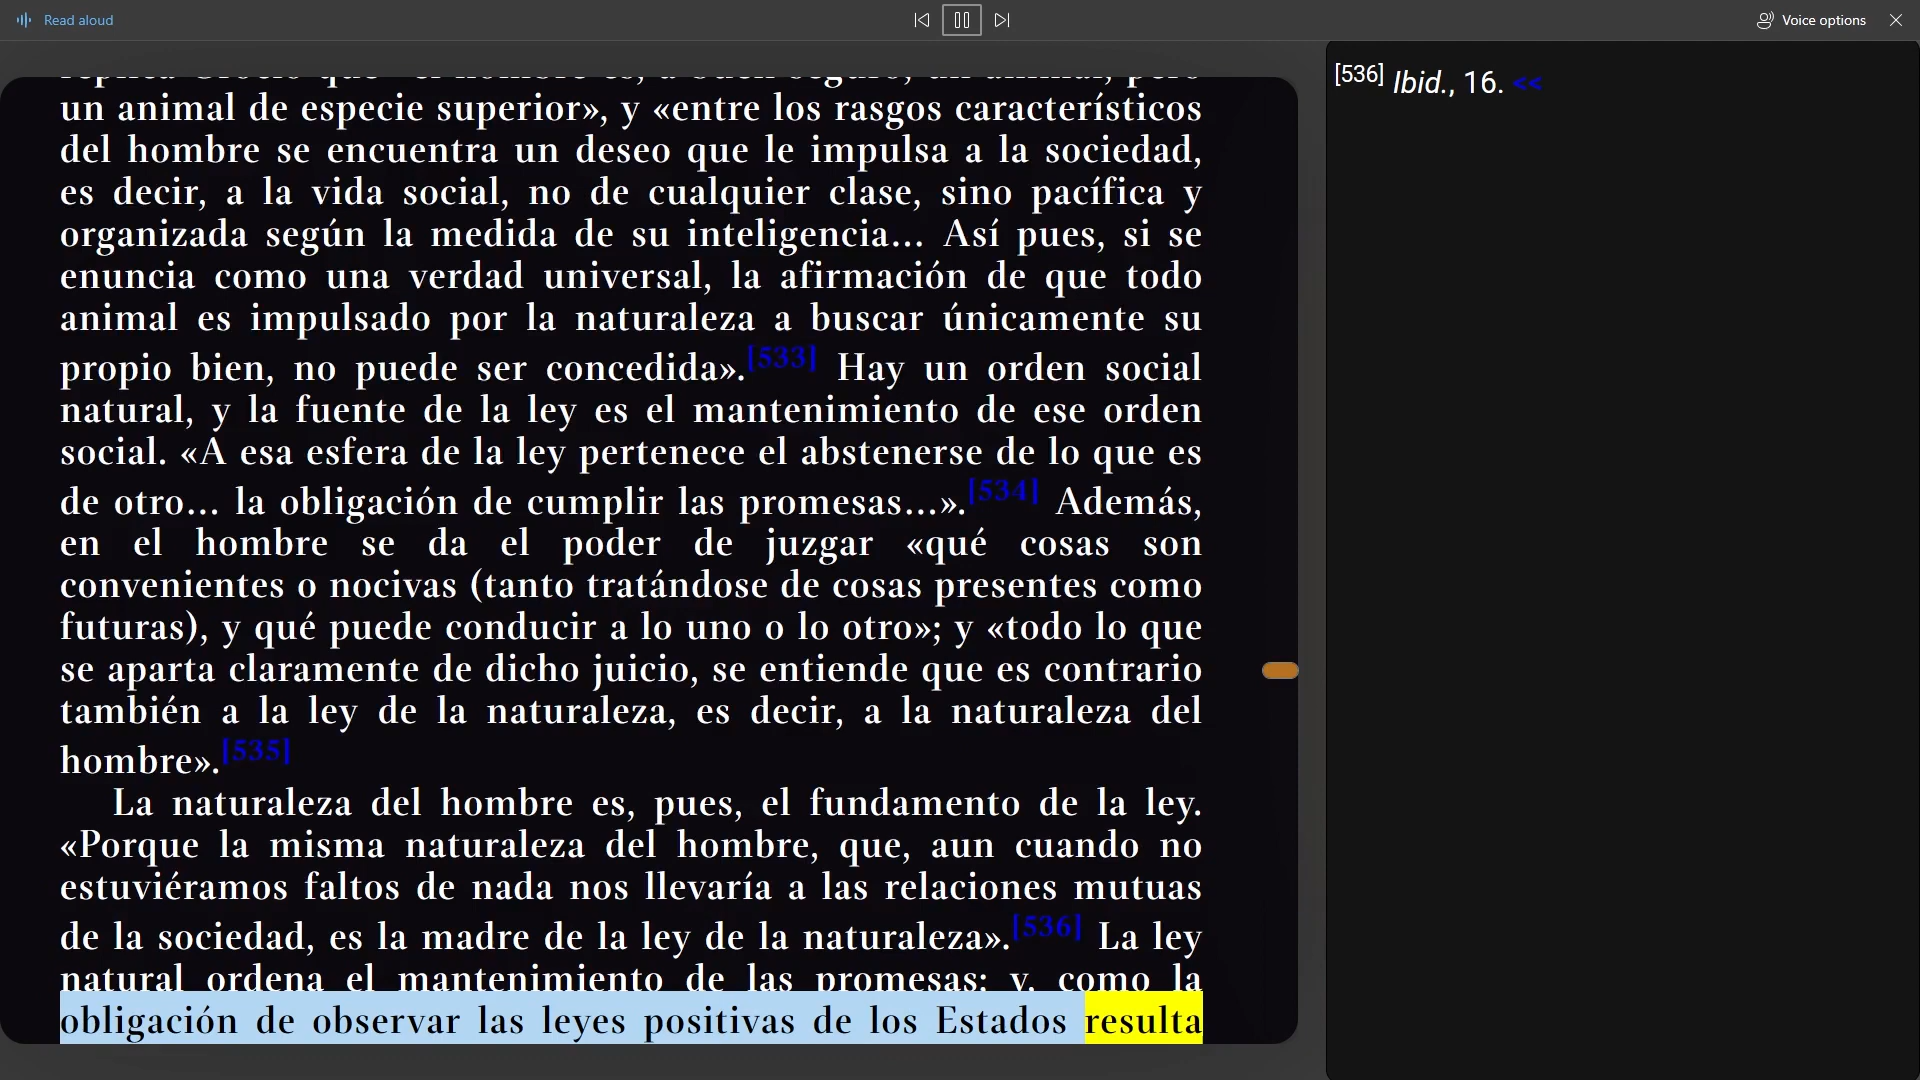 Read aloud
Voice options
replica Grocio que «el hombre es, a buen seguro, un animal, pero
un animal de especie superior», y «entre los rasgos característicos
del hombre se encuentra un deseo que le impulsa a la sociedad,
es decir, a la vida social, no de cualquier clase, sino pacífica y
organizada según la medida de su inteligencia... Así pues, si se
enuncia como una verdad universal, la afirmación de que todo
animal es impulsado por la naturaleza a buscar únicamente su
propio bien, no puede ser concedida».[533] Hay un orden social
natural, y la fuente de la ley es el mantenimiento de ese orden
social. «A esa esfera de la ley pertenece el abstenerse de lo que es
de otro... la obligación de cumplir las promesas...».[534] Además,
en el hombre se da el poder de juzgar «qué cosas son
convenientes o nocivas (tanto tratándose de cosas presentes como
futuras), y qué puede conducir a lo uno o lo otro»; y «todo lo que
se aparta claramente de dicho juicio, se entiende que es contrario
también a la ley de la naturaleza, es decir, a la naturaleza del
hombre».[535]
La naturaleza del hombre es, pues, el fundamento de la ley.
«Porque la misma naturaleza del hombre, que, aun cuando no
estuviéramos faltos de nada nos llevaría a las relaciones mutuas
de la sociedad, es la madre de la ley de la naturaleza».[536] La ley
natural ordena el mantenimiento de las promesas; y, como la
obligación de observar las leyes positivas de los Estados resulta
[536] Ibid., 16. <<